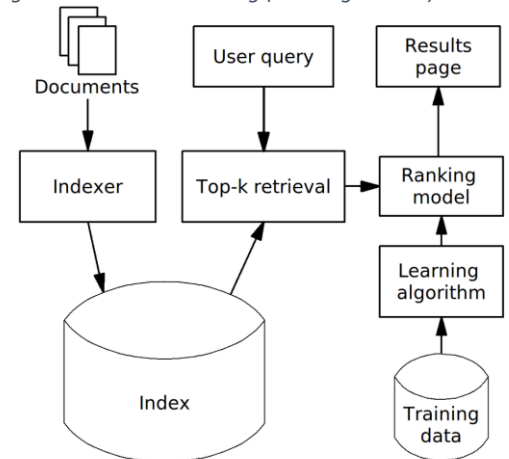 Documents
User query
Results
page
Indexer
Top-k retrieval
Ranking
model
Learning
algorithm
Index
Training
data